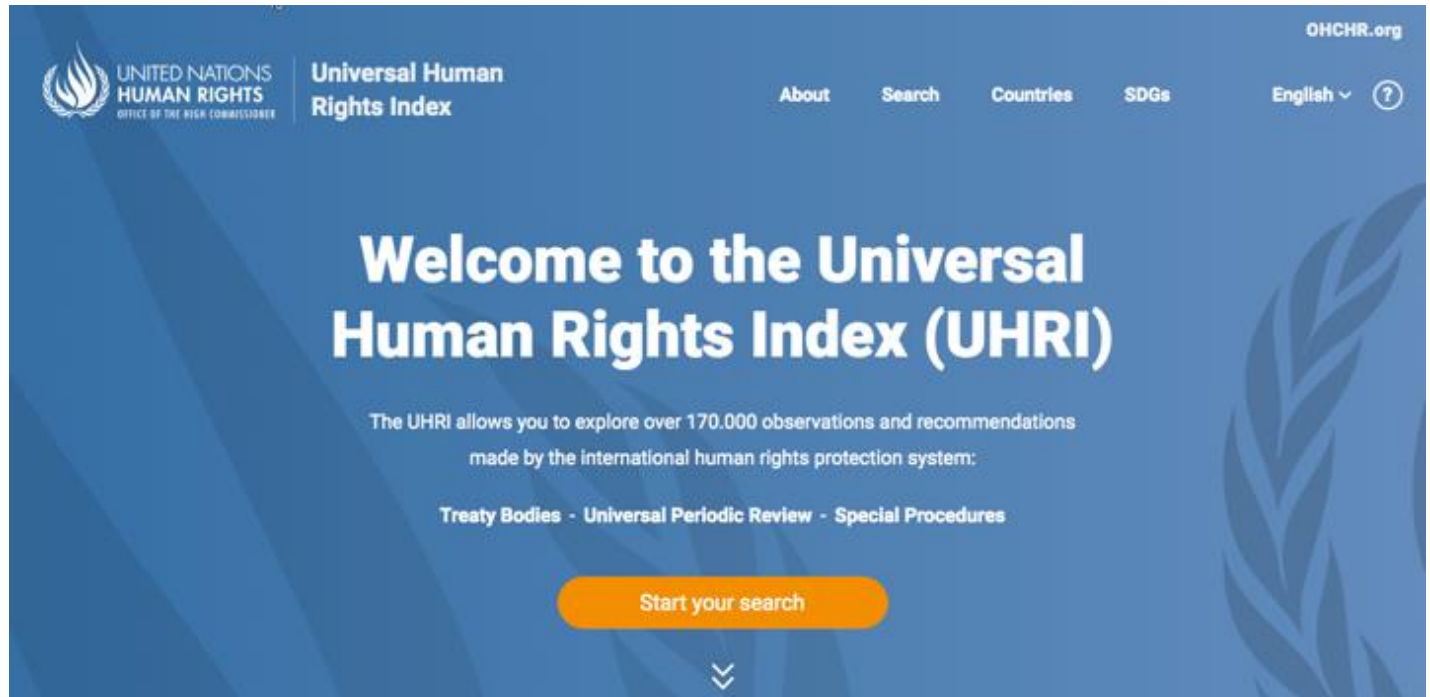 OHCHR.org
UNITED NATIONS
HUMAN RIGHTS
OFFICE OF THE HIGH COMMISSIONER
Universal Human
Rights Index
About Search Countries SDGs English ?
Welcome to the Universal
Human Rights Index (UHRI)
The UHRI allows you to explore over 170.000 observations and recommendations
made by the international human rights protection system:
Treaty Bodies - Universal Periodic Review - Special Procedures
Start your search